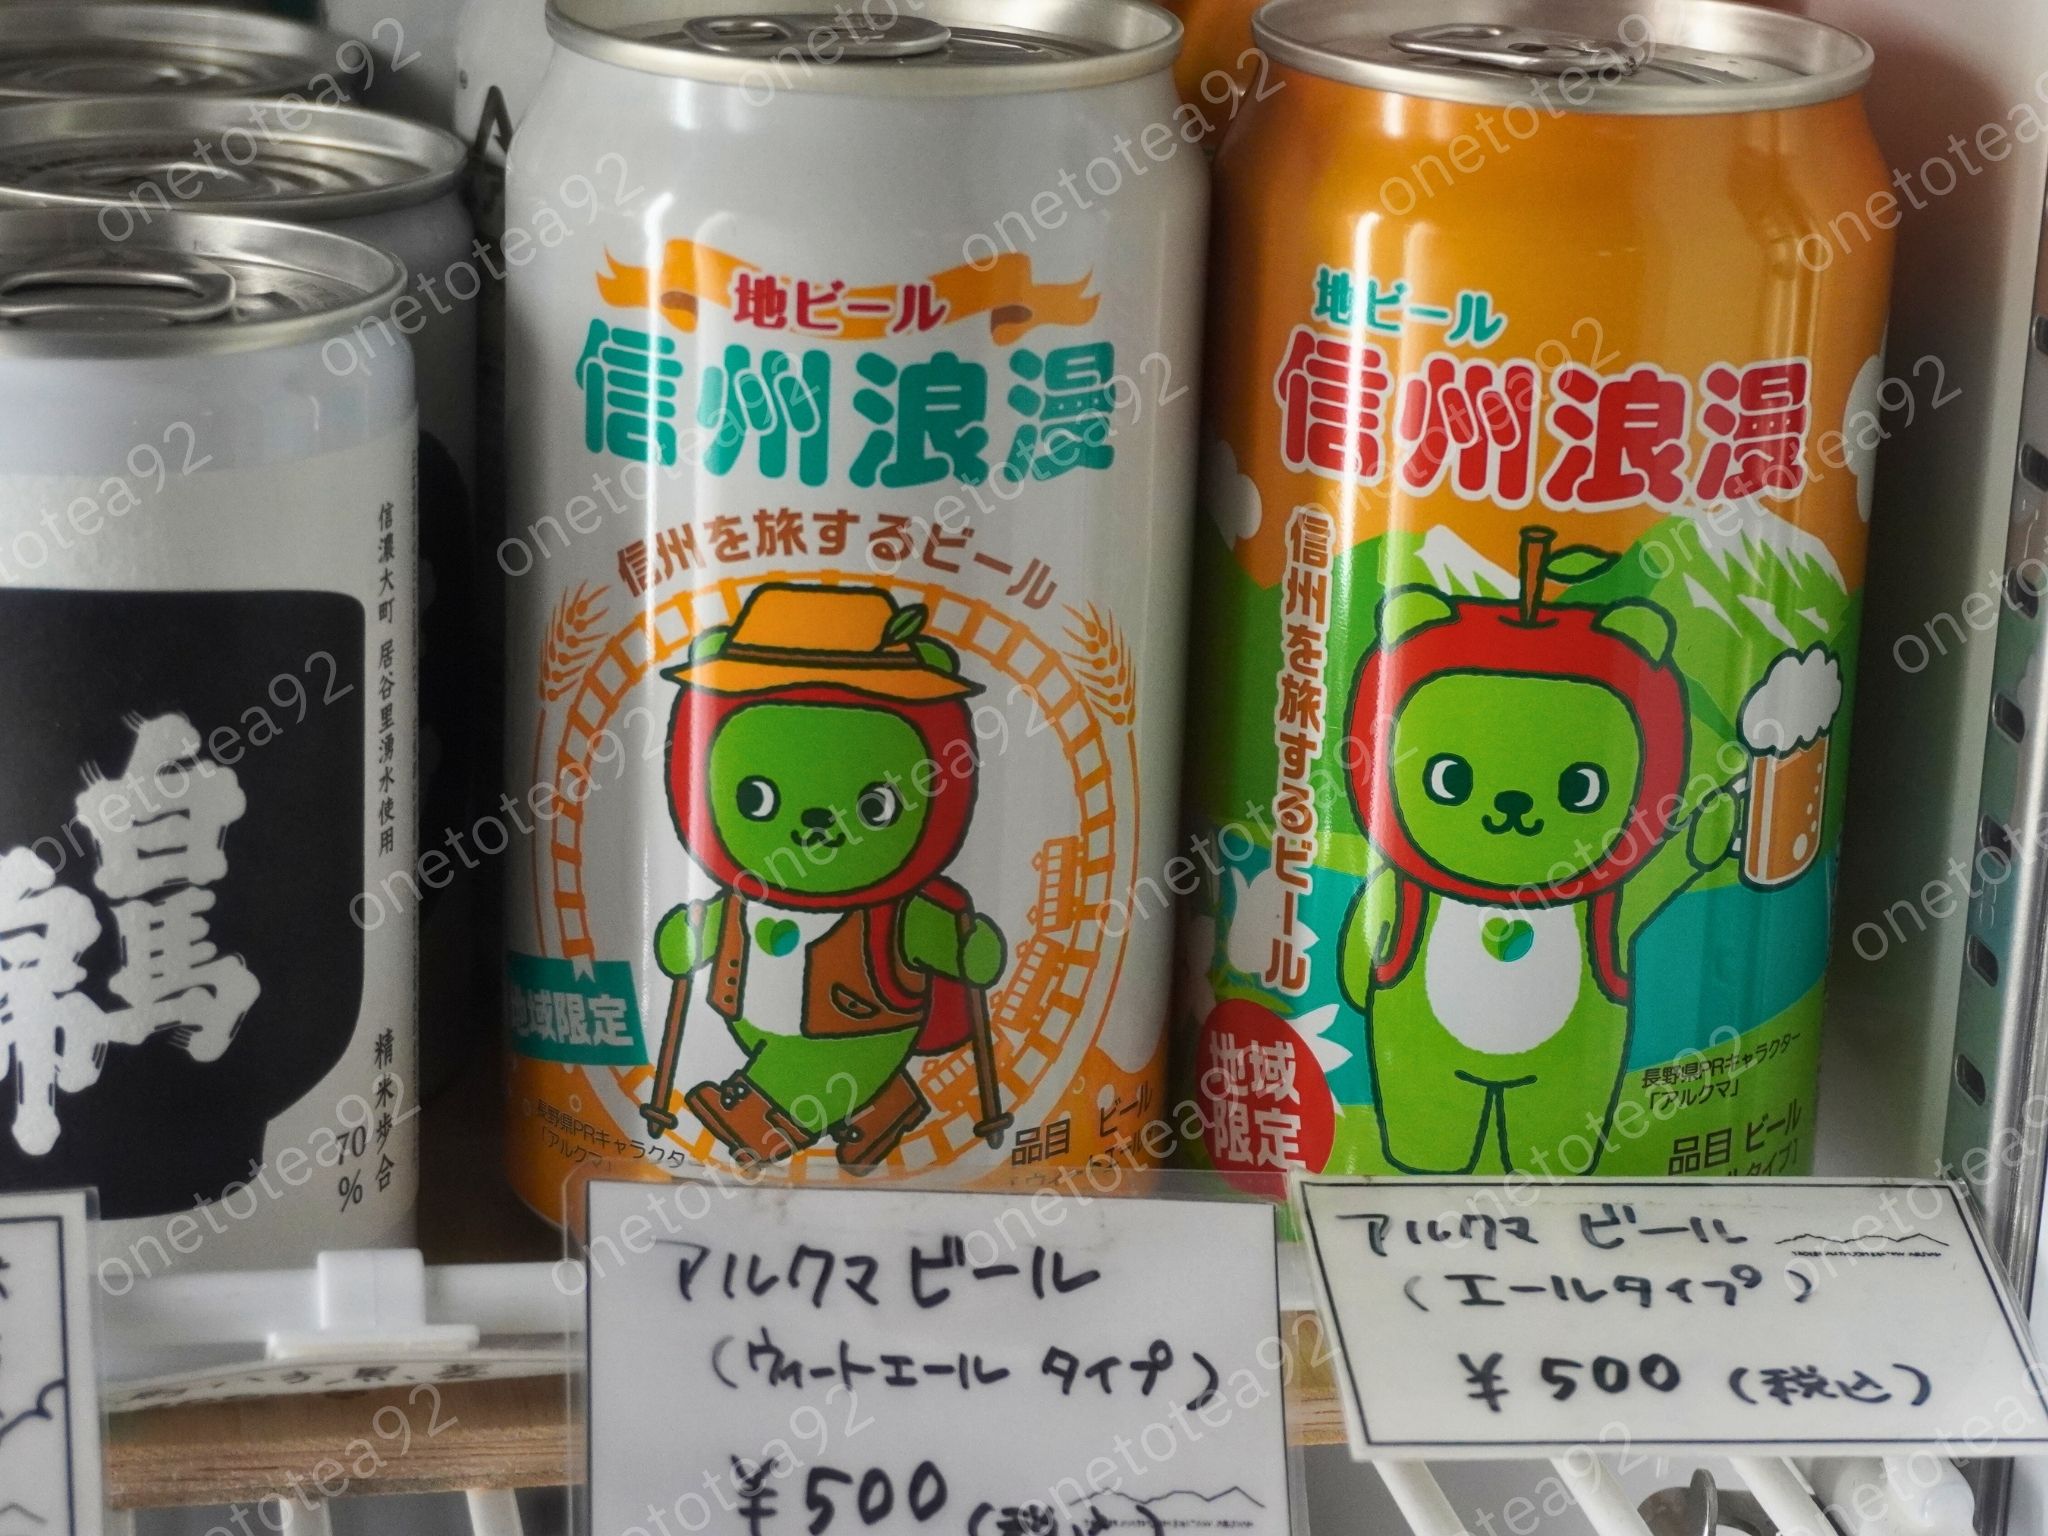 信濃大町 居谷里湧水使用
白馬
精米歩合
70%
地ビール
信州浪漫
信州を旅するビール
地域限定
長野県PRキャラクター
「アルクマ」
品目 ビール
地ビール
信州浪漫
信州を旅するビール
地域
限定
長野県PRキャラクター
「アルクマ」
品目 ビール
アルクマ ビール
(ウィートエール タイプ)
¥500 (税込)
アルクマ ビール
(エールタイプ)
¥500 (税込)
onetotea92